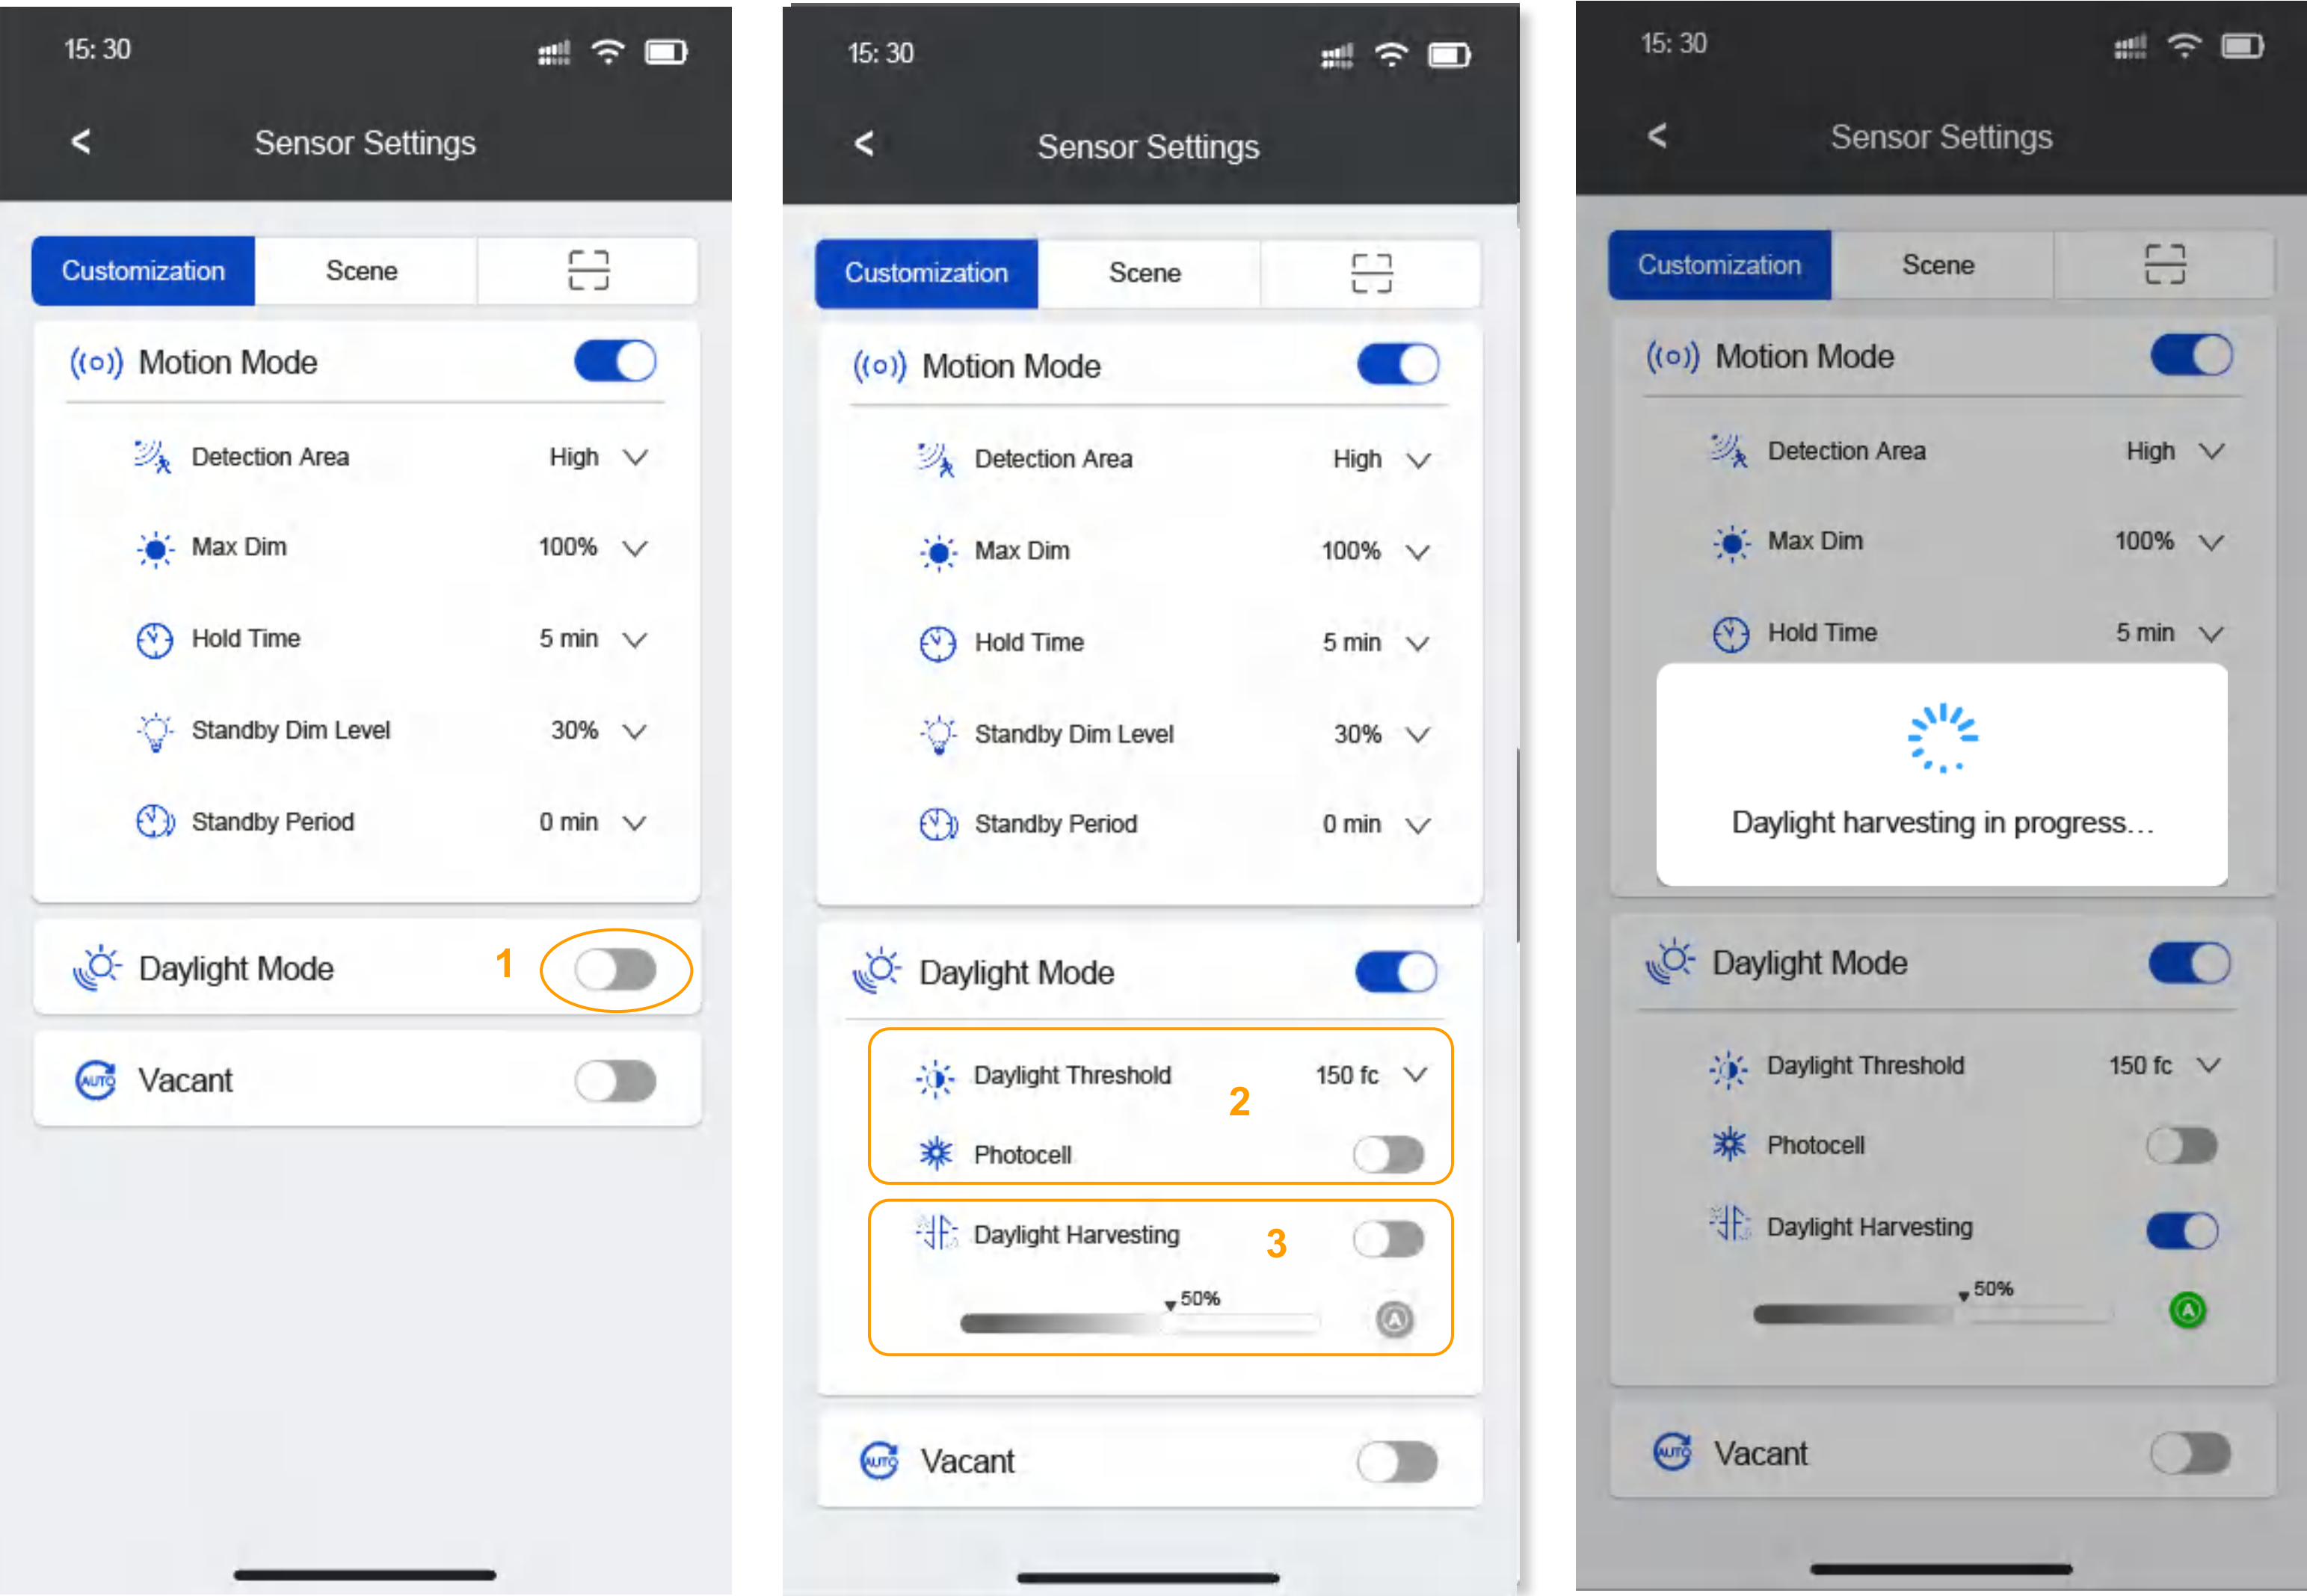 15: 30
Sensor Settings
Customization Scene
Motion Mode
Detection Area High
Max Dim 100%
Hold Time 5 min
Standby Dim Level 30%
Standby Period 0 min
Daylight Mode 1
AUTO Vacant
15: 30
Sensor Settings
Customization Scene
Motion Mode
Detection Area High
Max Dim 100%
Hold Time 5 min
Standby Dim Level 30%
Standby Period 0 min
Daylight Mode
Daylight Threshold 150 fc
2
Photocell
Daylight Harvesting 3
50%
A
AUTO Vacant
15: 30
Sensor Settings
Customization Scene
Motion Mode
Detection Area High
Max Dim 100%
Hold Time 5 min
Daylight harvesting in progress...
Daylight Mode
Daylight Threshold 150 fc
Photocell
Daylight Harvesting
50%
A
AUTO Vacant